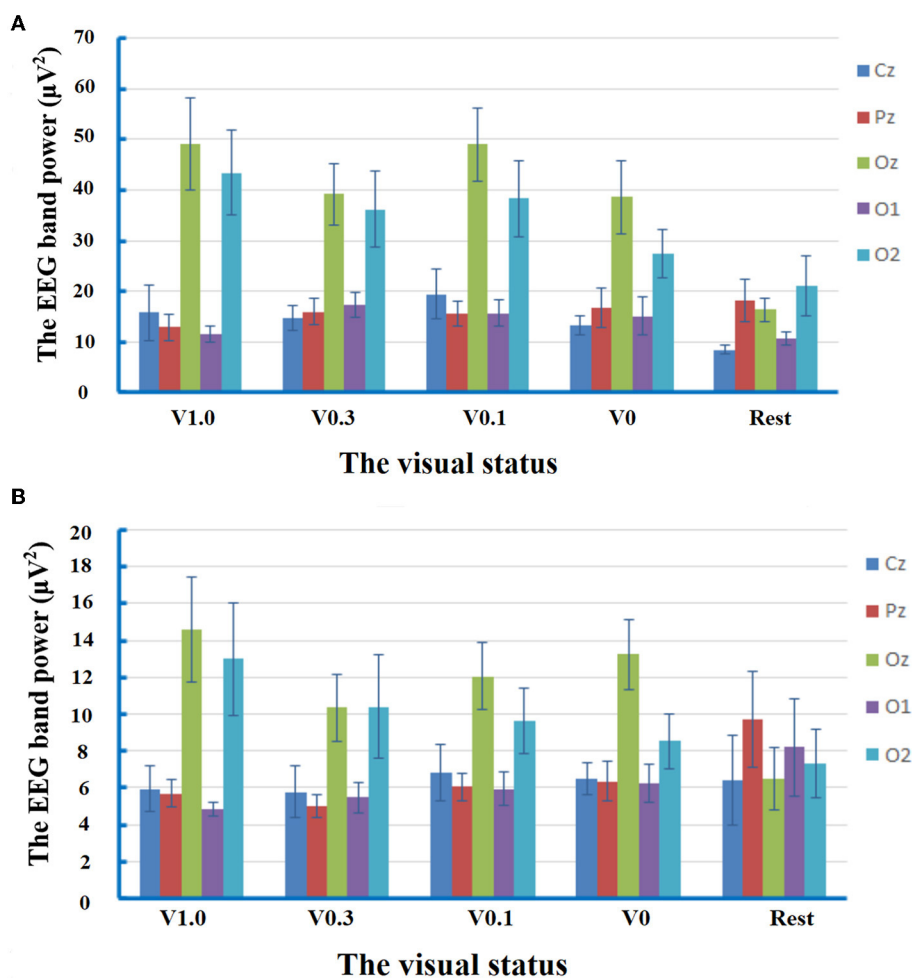 A
The EEG band power (µV²)
70
60
50
40
30
20
10
0
V1.0 V0.3 V0.1 V0 Rest
The visual status
Cz
Pz
Oz
O1
O2
B
The EEG band power (µV²)
20
18
16
14
12
10
8
6
4
2
0
V1.0 V0.3 V0.1 V0 Rest
The visual status
Cz
Pz
Oz
O1
O2